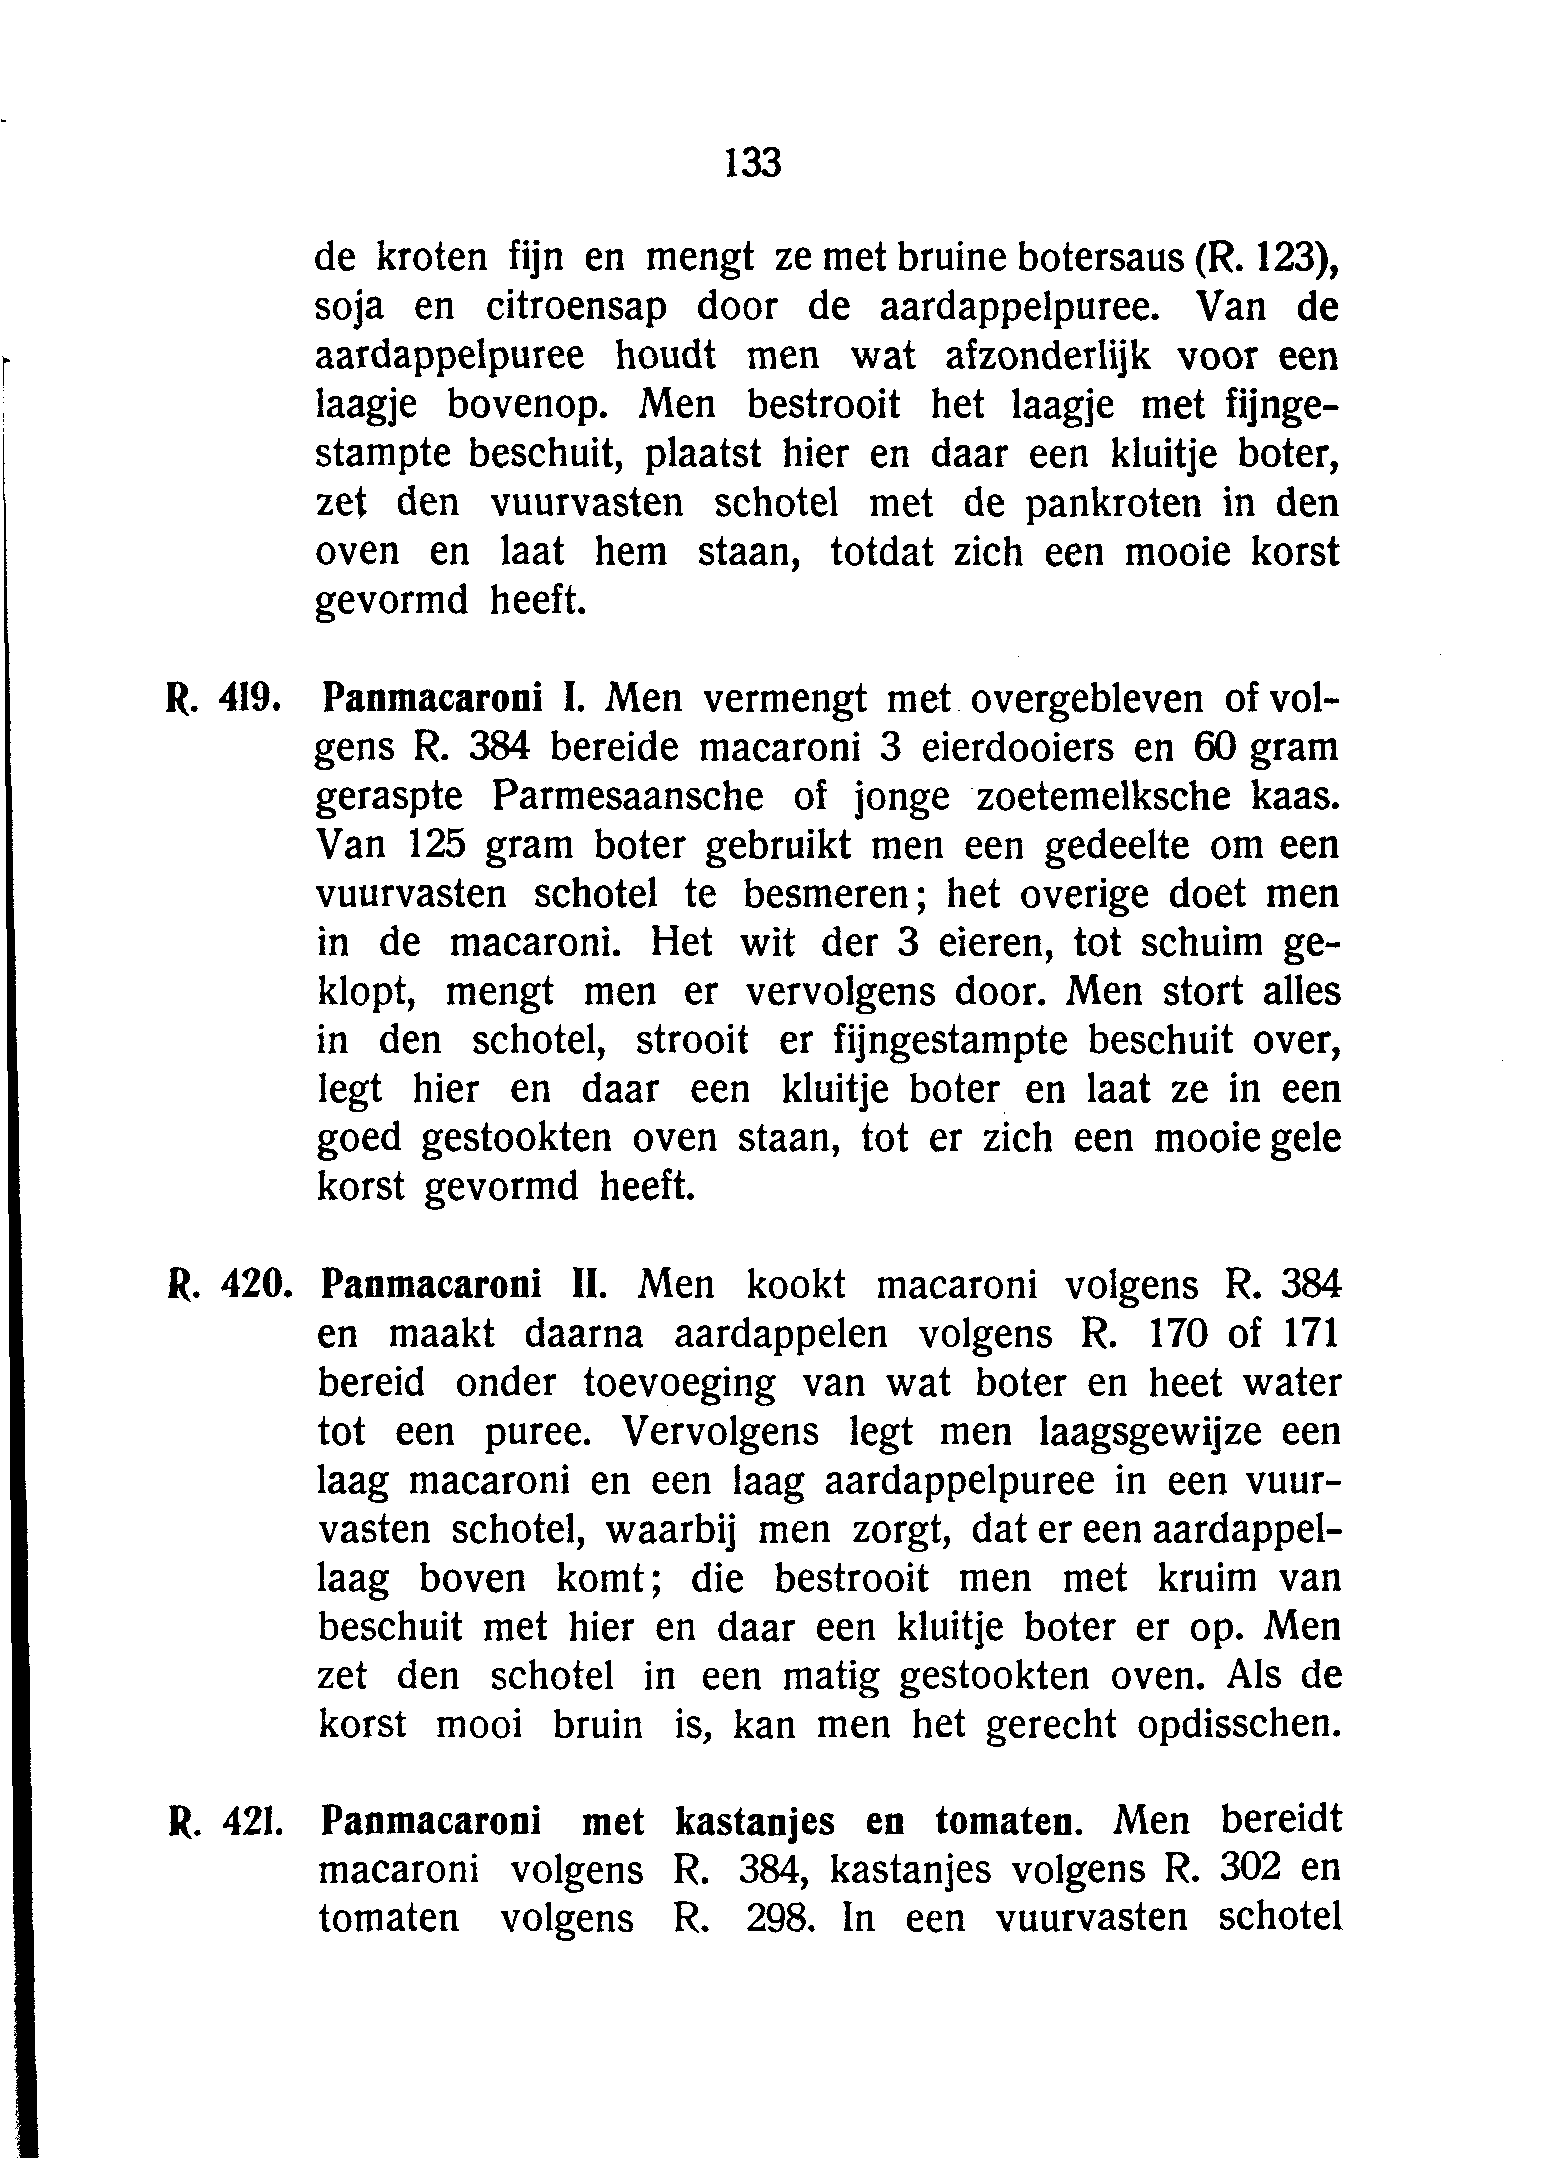 133
de kroten fijn en mengt ze met bruine botersaus (R. 123),
soja en citroensap door de aardappelpuree. Van de
aardappelpuree houdt men wat afzonderlijk voor een
laagje bovenop. Men bestrooit het laagje met fijnge-
stampte beschuit, plaatst hier en daar een kluitje boter,
zet den vuurvasten schotel met de pankroten in den
oven en laat hem staan, totdat zich een mooie korst
gevormd heeft.
R. 419. Panmacaroni I. Men vermengt met overgebleven of vol-
gens R. 384 bereide macaroni 3 eierdooiers en 60 gram
geraspte Parmesaansche of jonge zoetemelksche kaas.
Van 125 gram boter gebruikt men een gedeelte om een
vuurvasten schotel te besmeren; het overige doet men
in de macaroni. Het wit der 3 eieren, tot schuim ge-
klopt, mengt men er vervolgens door. Men stort alles
in den schotel, strooit er fijngestampte beschuit over,
legt hier en daar een kluitje boter en laat ze in een
goed gestookten oven staan, tot er zich een mooie gele
korst gevormd heeft.
R. 420. Panmacaroni II. Men kookt macaroni volgens R. 384
en maakt daarna aardappelen volgens R. 170 of 171
bereid onder toevoeging van wat boter en heet water
tot een puree. Vervolgens legt men laagsgewijze een
laag macaroni en een laag aardappelpuree in een vuur-
vasten schotel, waarbij men zorgt, dat er een aardappel-
laag boven komt; die bestrooit men met kruim van
beschuit met hier en daar een kluitje boter er op. Men
zet den schotel in een matig gestookten oven. Als de
korst mooi bruin is, kan men het gerecht opdisschen.
R. 421. Panmacaroni met kastanjes en tomaten. Men bereidt
macaroni volgens R. 384, kastanjes volgens R. 302 en
tomaten volgens R. 298. In een vuurvasten schotel